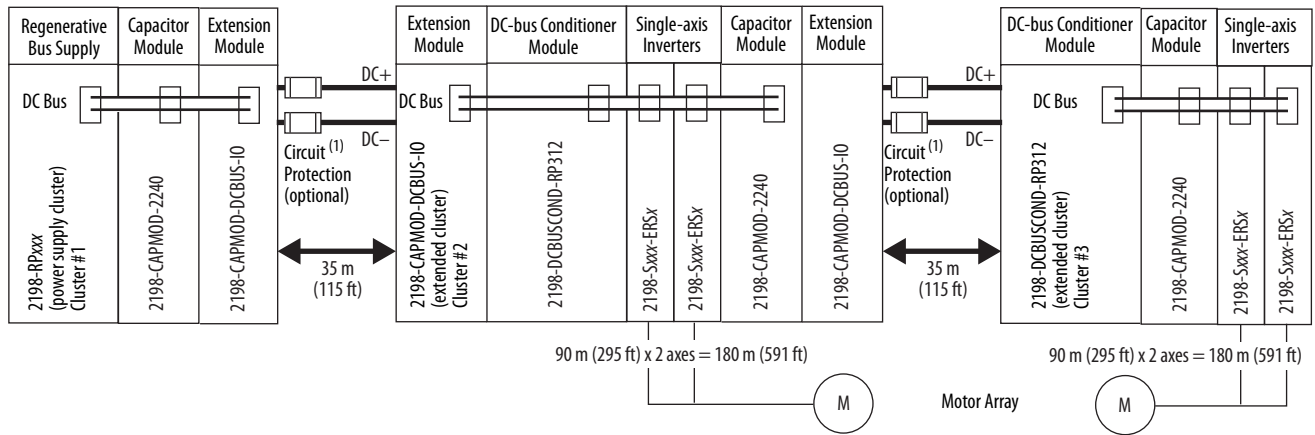 Regenerative
Bus Supply
Capacitor
Module
Extension
Module
Extension
Module
DC-bus Conditioner
Module
Single-axis
Inverters
Capacitor
Module
Extension
Module
DC-bus Conditioner
Module
Capacitor
Module
Single-axis
Inverters
DC Bus
DC+
DC–
DC Bus
DC+
DC–
DC Bus
2198-RPxxx
(power supply cluster)
Cluster #1
2198-CAPMOD-2240
2198-CAPMOD-DCBUS-IO
Circuit (1)
Protection
(optional)
35 m
(115 ft)
2198-CAPMOD-DCBUS-IO
(extended cluster)
Cluster #2
2198-DCBUSCOND-RP312
2198-Sxxx-ERSx
2198-Sxxx-ERSx
2198-CAPMOD-2240
2198-CAPMOD-DCBUS-IO
Circuit (1)
Protection
(optional)
35 m
(115 ft)
2198-DCBUSCOND-RP312
(extended cluster)
Cluster #3
2198-CAPMOD-2240
2198-Sxxx-ERSx
2198-Sxxx-ERSx
90 m (295 ft) x 2 axes = 180 m (591 ft)
90 m (295 ft) x 2 axes = 180 m (591 ft)
M
Motor Array
M